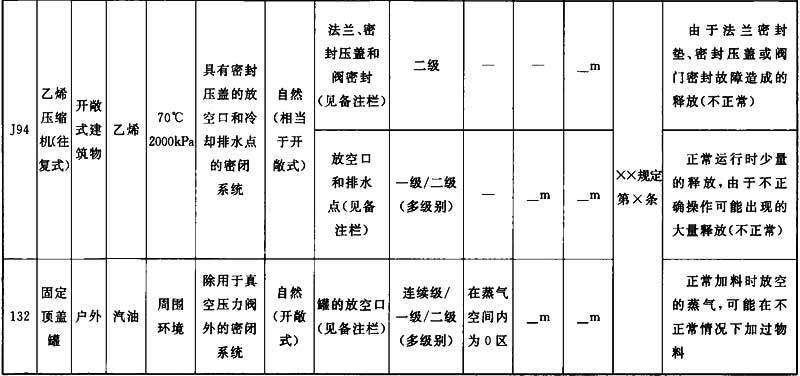 J94
乙烯
压缩
机(往
复式)
开敞
式建
筑物
乙烯
70℃
2000kPa
具有密封
压盖的放
空口和冷
却排水点
的密闭
系统
自然
(相当
于开
敞式)
法兰、密
封压盖和
阀密封
(见备注栏)
二级
—
—
_m
由于法兰密封
垫、密封压盖或阀
门密封故障造成的
释放(不正常)
放空口
和排水
点(见备
注栏)
一级/二级
(多级别)
—
_m
_m
××规定
第×条
正常运行时少量
的释放,由于不正
确操作可能出现的
大量释放(不正常)
132
固定
顶盖
罐
户外
汽油
周围
环境
除用于真
空压力阀
外的密闭
系统
自然
(开敞
式)
罐的放空口
(见备注栏)
连续级/
一级/二级
(多级别)
在蒸气
空间内
为0区
_m
_m
正常加料时放空
的蒸气,可能在不
正常情况下加过物
料